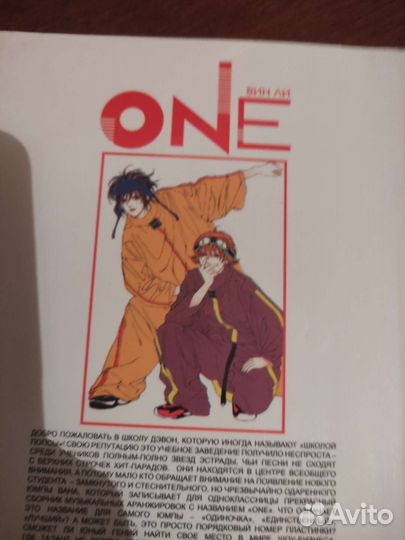 ВИН ЛИ
ONE
ДОБРО ПОЖАЛОВАТЬ В ШКОЛУ ДЭВОН, КОТОРУЮ ИНОГДА НАЗЫВАЮТ «ШКОЛОЙ
ПОПСЫ»! СВОЮ РЕПУТАЦИЮ ЭТО УЧЕБНОЕ ЗАВЕДЕНИЕ ПОЛУЧИЛО НЕСПРОСТА –
СРЕДИ УЧЕНИКОВ ПОЛНЫМ-ПОЛНО ЗВЕЗД ЭСТРАДЫ, ЧЬИ ПЕСНИ НЕ СХОДЯТ
С ВЕРХНИХ СТРОЧЕК ХИТ-ПАРАДОВ. ОНИ НАХОДЯТСЯ В ЦЕНТРЕ ВСЕОБЩЕГО
ВНИМАНИЯ, А ПОТОМУ МАЛО КТО ОБРАЩАЕТ ВНИМАНИЕ НА ПОЯВЛЕНИЕ НОВОГО
СТУДЕНТА – ЗАМКНУТОГО И СТЕСНИТЕЛЬНОГО, НО ЧРЕЗВЫЧАЙНО ОДАРЕННОГО
ЮМПЫ ВАНА, КОТОРЫЙ ЗАПИСЫВАЕТ ДЛЯ ОДНОКЛАССНИЦЫ ПРЕКРАСНЫЙ
СБОРНИК МУЗЫКАЛЬНЫХ АРАНЖИРОВОК С НАЗВАНИЕМ «ONE». ЧТО ОЗНАЧАЕТ
ЭТО НАЗВАНИЕ ДЛЯ САМОГО ЮМПЫ – «ОДИНОЧКА»,
«ЛУЧШИЙ»? А МОЖЕТ БЫТЬ, ЭТО ПРОСТО ПОРЯДКОВЫЙ НОМЕР ПЛАСТИНКИ?
СМОЖЕТ ЛИ ЮНЫЙ ГЕНИЙ НАЙТИ СВОЕ МЕСТО В МИРЕ
Avito